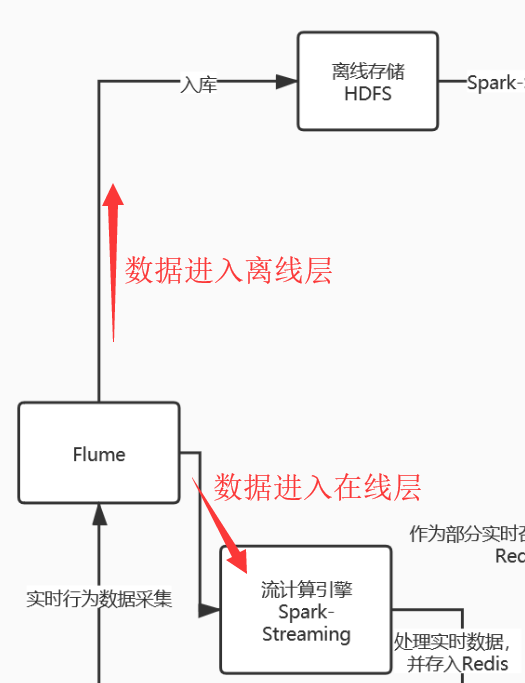 离线存储
HDFS
入库
Spark-
数据进入离线层
Flume
数据进入在线层
作为部分实时
Red
流计算引擎
Spark-
Streaming
实时行为数据采集
处理实时数据，
并存入Redis